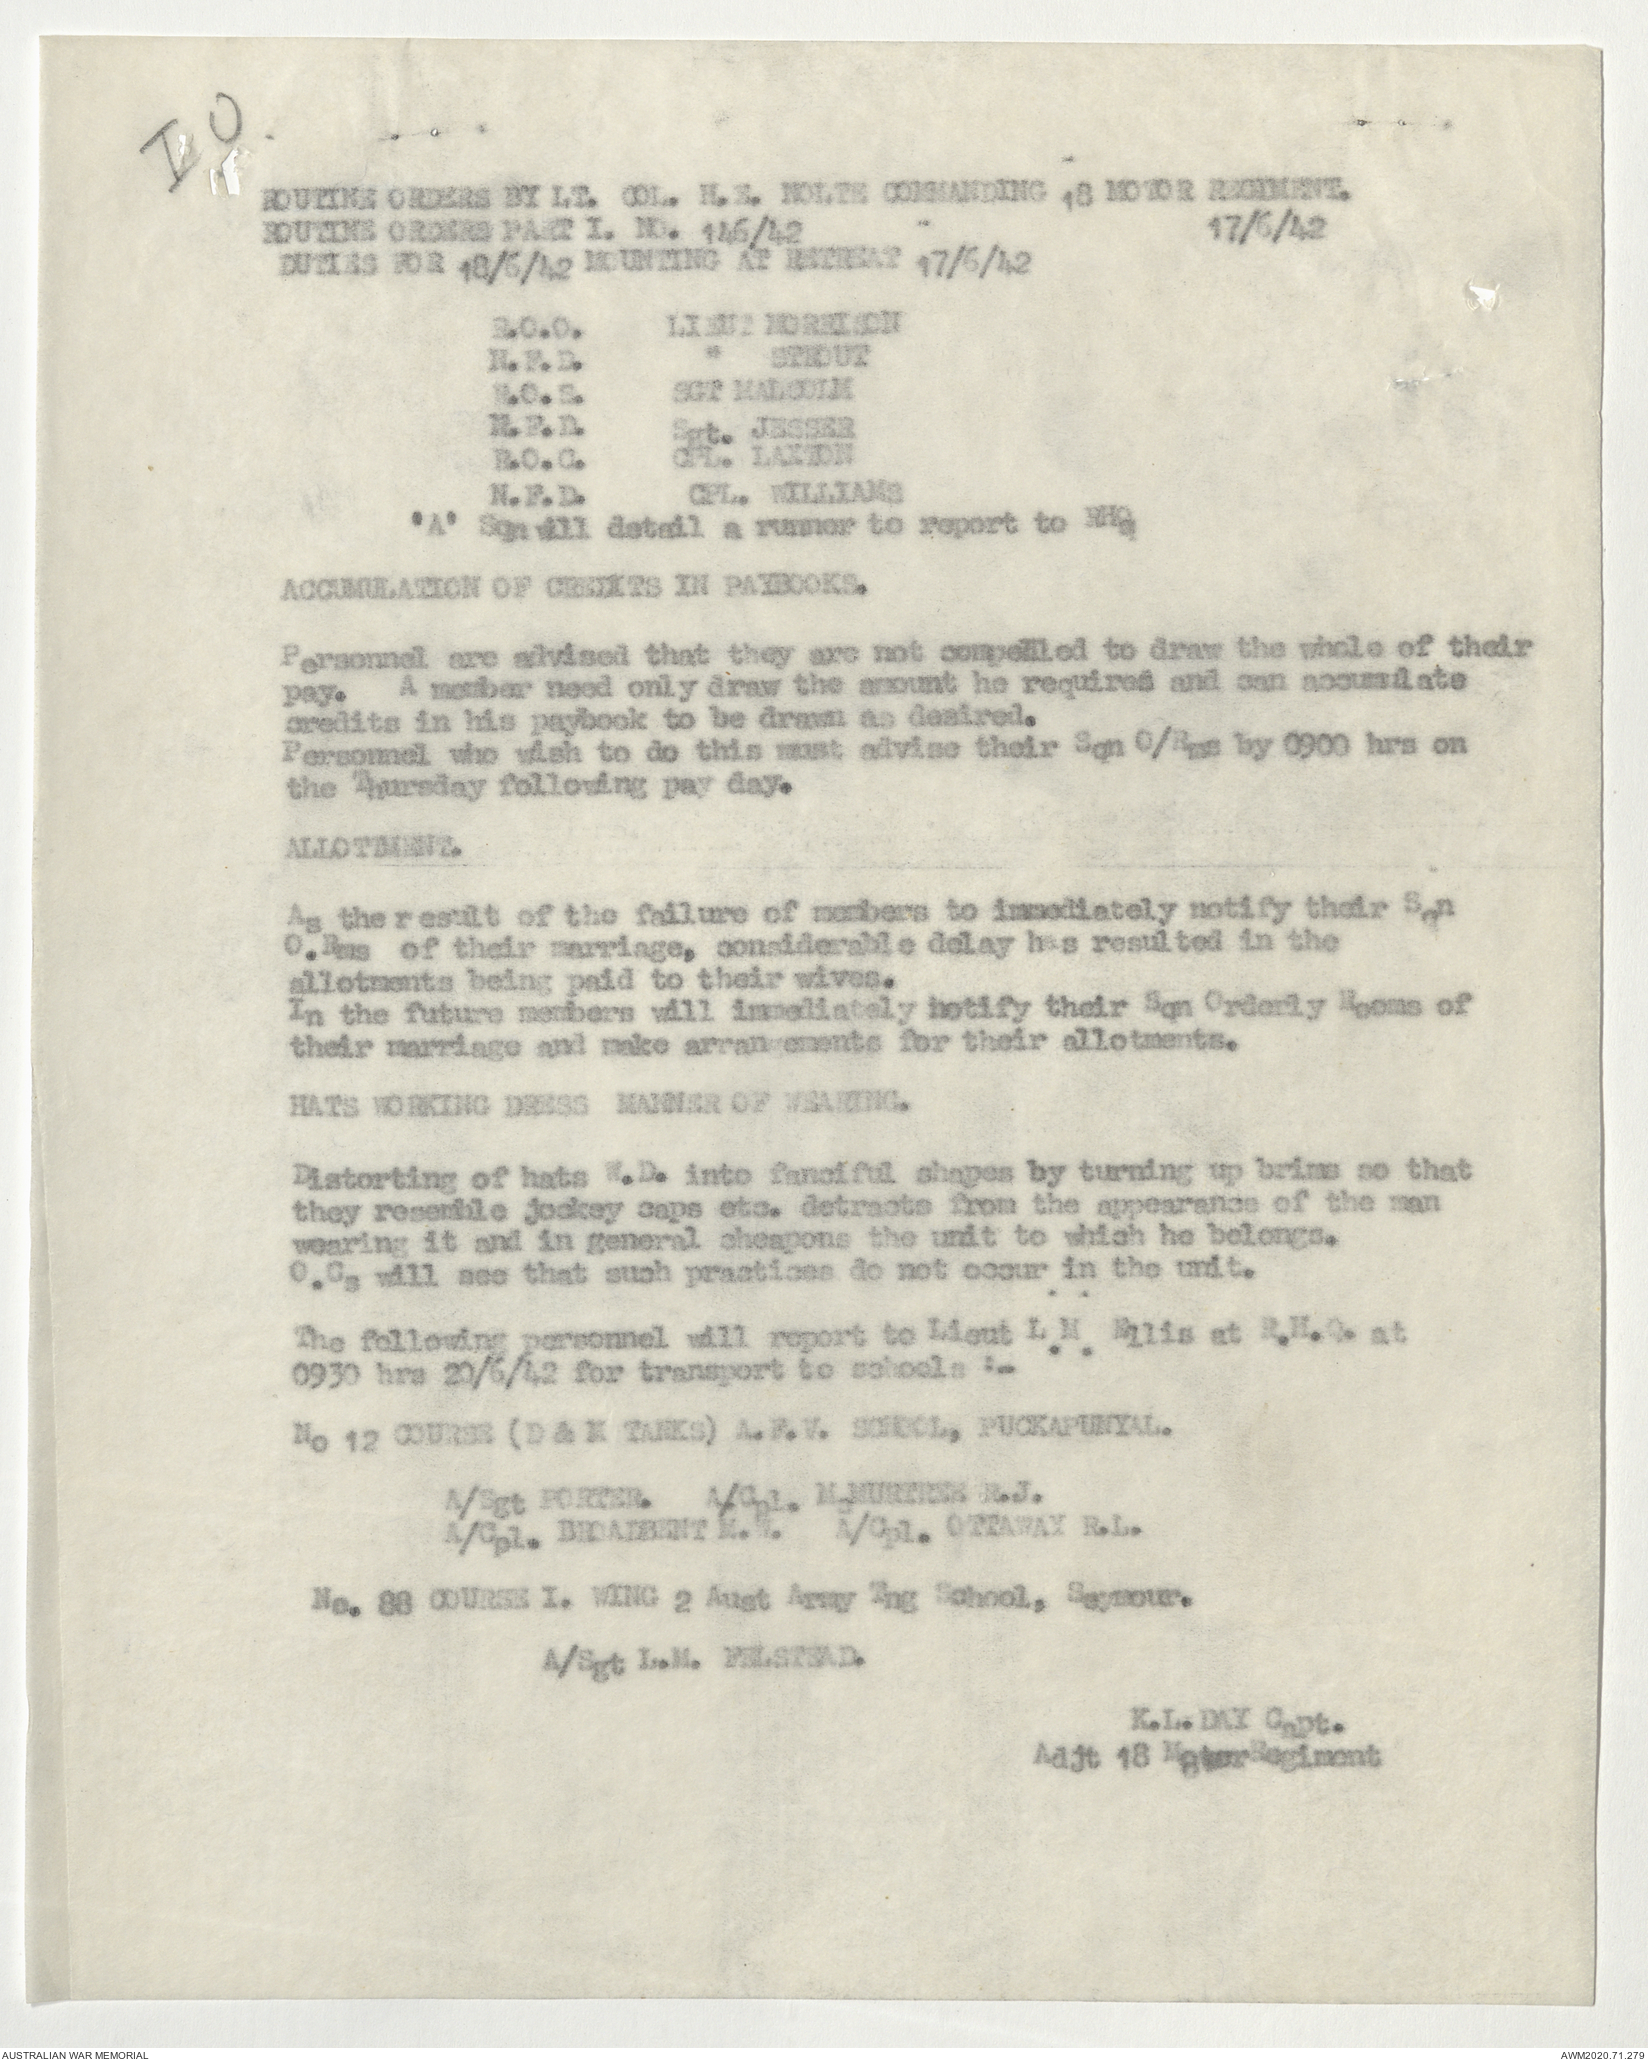 I O.
ROUTINE ORDERS BY LT. COL. H.E. NOLTE COMMANDING 18 MOTOR REGIMENT.
ROUTINE ORDERS PART I. NO. 146/42 17/6/42
DUTIES FOR 18/6/42 MOUNTING AT RETREAT 17/6/42
R.O.O. LIEUT MORRISON
N.F.D. " STROUT
R.O.S. SGT MALCOLM
N.F.D. Sgt. JESSER
R.O.C. CPL. LAXTON
N.F.D. CPL. WILLIAMS
'A' Sqn will detail a runner to report to RHQ
ACCUMULATION OF CREDITS IN PAYBOOKS.
Personnel are advised that they are not compelled to draw the whole of their
pay. A member need only draw the amount he requires and can accumulate
credits in his paybook to be drawn as desired.
Personnel who wish to do this must advise their Sqn O/Rms by 0900 hrs on
the Thursday following pay day.
ALLOTMENT.
As the result of the failure of members to immediately notify their Sqn
O.Rms of their marriage, considerable delay has resulted in the
allotments being paid to their wives.
In the future members will immediately notify their Sqn Orderly Rooms of
their marriage and make arrangements for their allotments.
HATS WORKING DRESS MANNER OF WEARING.
Distorting of hats W.D. into fanciful shapes by turning up brims so that
they resemble jockey caps etc. detracts from the appearance of the man
wearing it and in general cheapons the unit to which he belongs.
O.Cs will see that such practices do not occur in the unit.
The following personnel will report to Lieut L.M. Ellis at R.H.Q. at
0930 hrs 20/6/42 for transport to schools :-
No 12 COURSE (D & M TANKS) A.F.V. SCHOOL, PUCKAPUNYAL.
A/Sgt PORTER. A/Cpl. McMURTRIE R.J.
A/Cpl. BROADBENT A/Cpl. OTTAWAY R.L.
No. 88 COURSE I. WING 2 Aust Army Eng School, Seymour.
A/Sgt L.M. FELSTEAD.
K.L. DAY Capt.
Adjt 18 Motor Regiment
AUSTRALIAN WAR MEMORIAL AWM2020.71.279